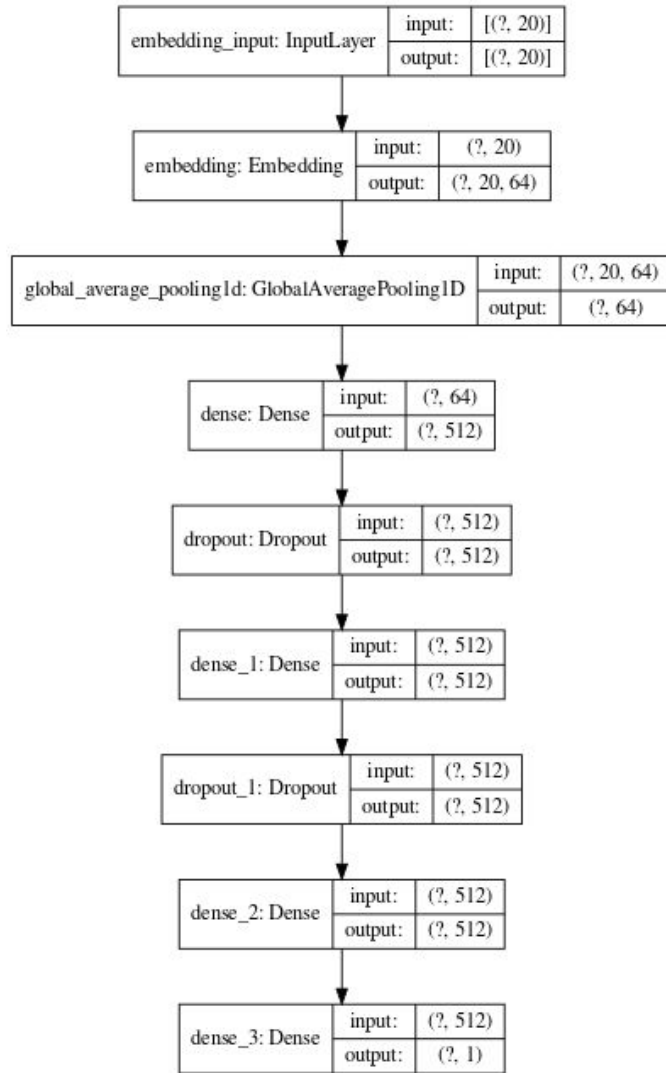 embedding_input: InputLayer
input: [(?, 20)]
output: [(?, 20)]
embedding: Embedding
input: (?, 20)
output: (?, 20, 64)
global_average_pooling1d: GlobalAveragePooling1D
input: (?, 20, 64)
output: (?, 64)
dense: Dense
input: (?, 64)
output: (?, 512)
dropout: Dropout
input: (?, 512)
output: (?, 512)
dense_1: Dense
input: (?, 512)
output: (?, 512)
dropout_1: Dropout
input: (?, 512)
output: (?, 512)
dense_2: Dense
input: (?, 512)
output: (?, 512)
dense_3: Dense
input: (?, 512)
output: (?, 1)